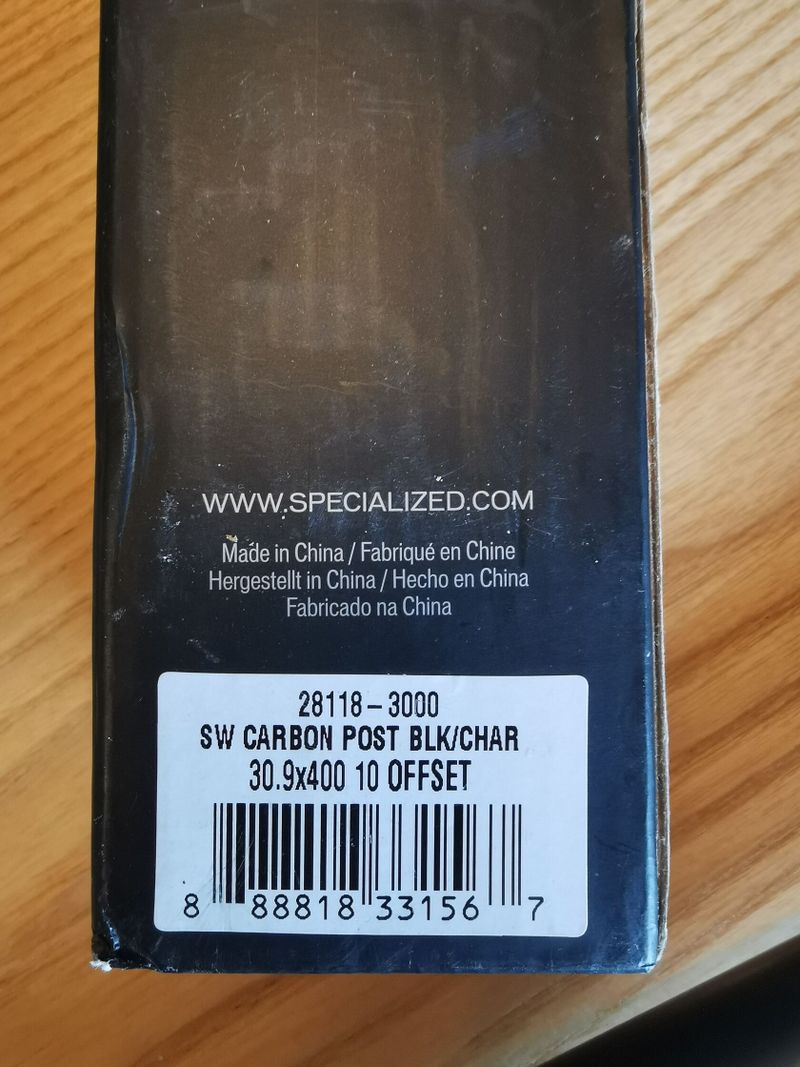 WWW.SPECIALIZED.COM
Made in China / Fabriqué en Chine
Hergestellt in China / Hecho en China
Fabricado na China
28118-3000
SW CARBON POST BLK/CHAR
30.9x400 10 OFFSET
8 88818 33156 7